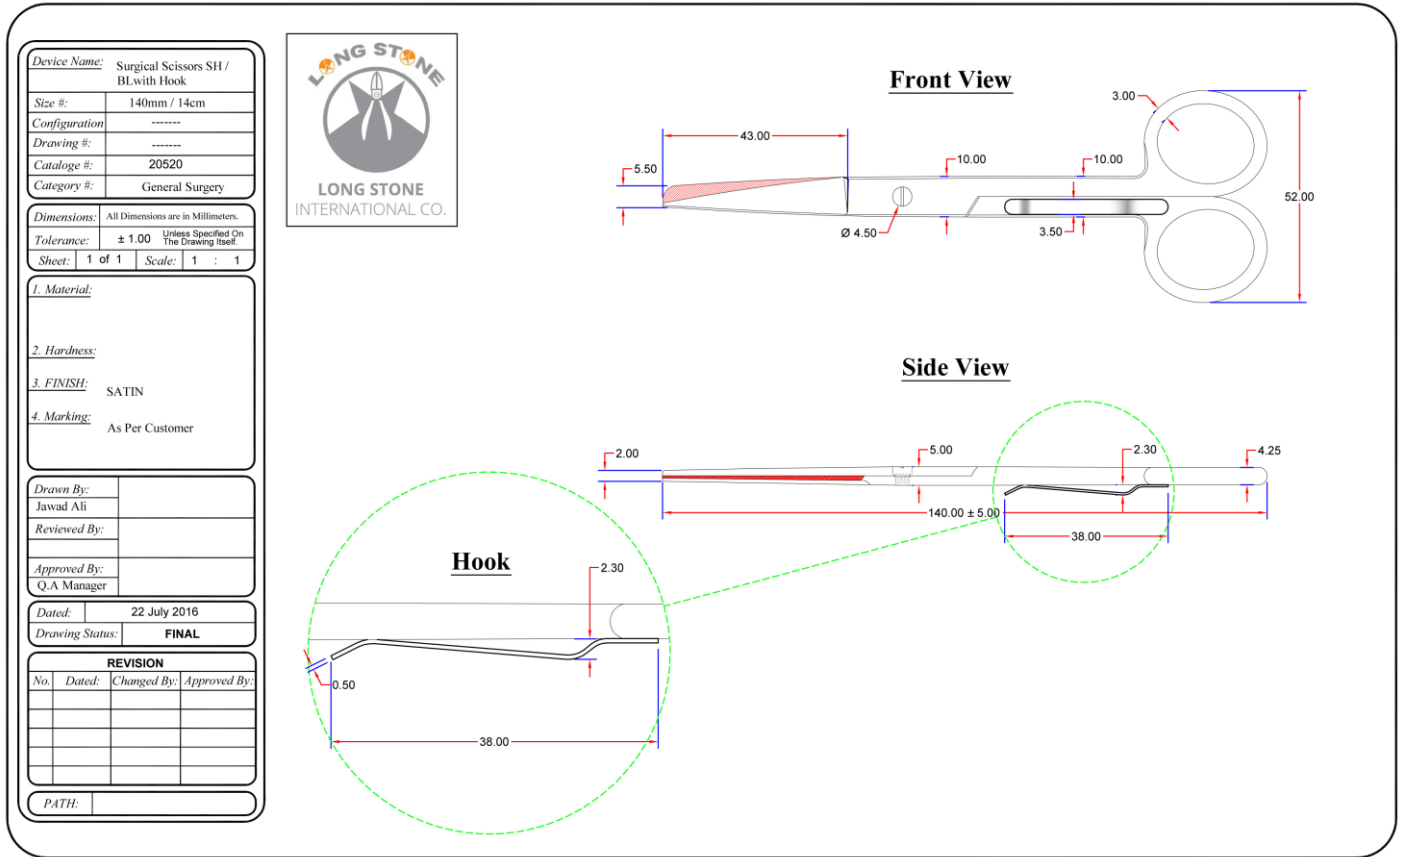 Device Name: Surgical Scissors SH /
BLwith Hook
Size #: 140mm / 14cm
Configuration -------
Drawing #: -------
Cataloge #: 20520
Category #: General Surgery
Dimensions: All Dimensions are in Millimeters.
Tolerance: ± 1.00 Unless Specified On
The Drawing Itself.
Sheet: 1 of 1 Scale: 1 : 1
1. Material:
2. Hardness:
3. FINISH: SATIN
4. Marking: As Per Customer
Drawn By:
Jawad Ali
Reviewed By:
Approved By:
Q.A Manager
Dated: 22 July 2016
Drawing Status: FINAL
REVISION
No. Dated: Changed By: Approved By:
PATH:
LONG STONE
LONG STONE
INTERNATIONAL CO.
Front View
3.00
43.00
5.50
10.00
10.00
52.00
Ø 4.50
3.50
Side View
2.00
5.00
2.30
4.25
140.00 ± 5.00
38.00
Hook
2.30
0.50
38.00